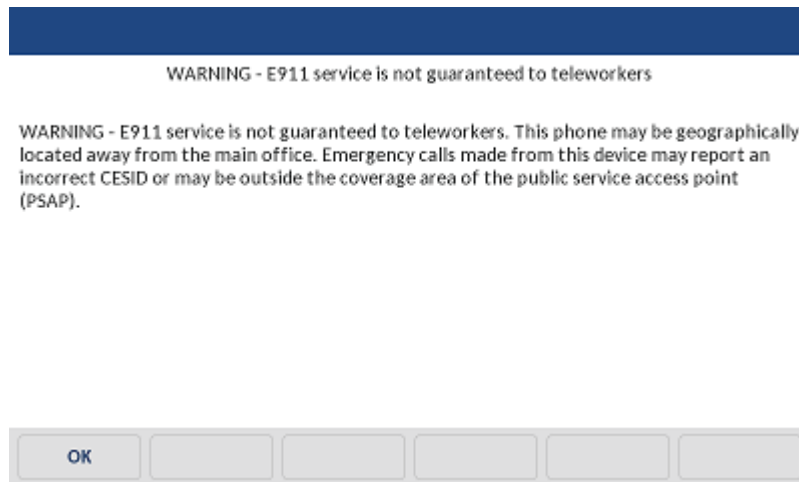 WARNING - E911 service is not guaranteed to teleworkers
WARNING - E911 service is not guaranteed to teleworkers. This phone may be geographically
located away from the main office. Emergency calls made from this device may report an
incorrect CESID or may be outside the coverage area of the public service access point
(PSAP).
OK